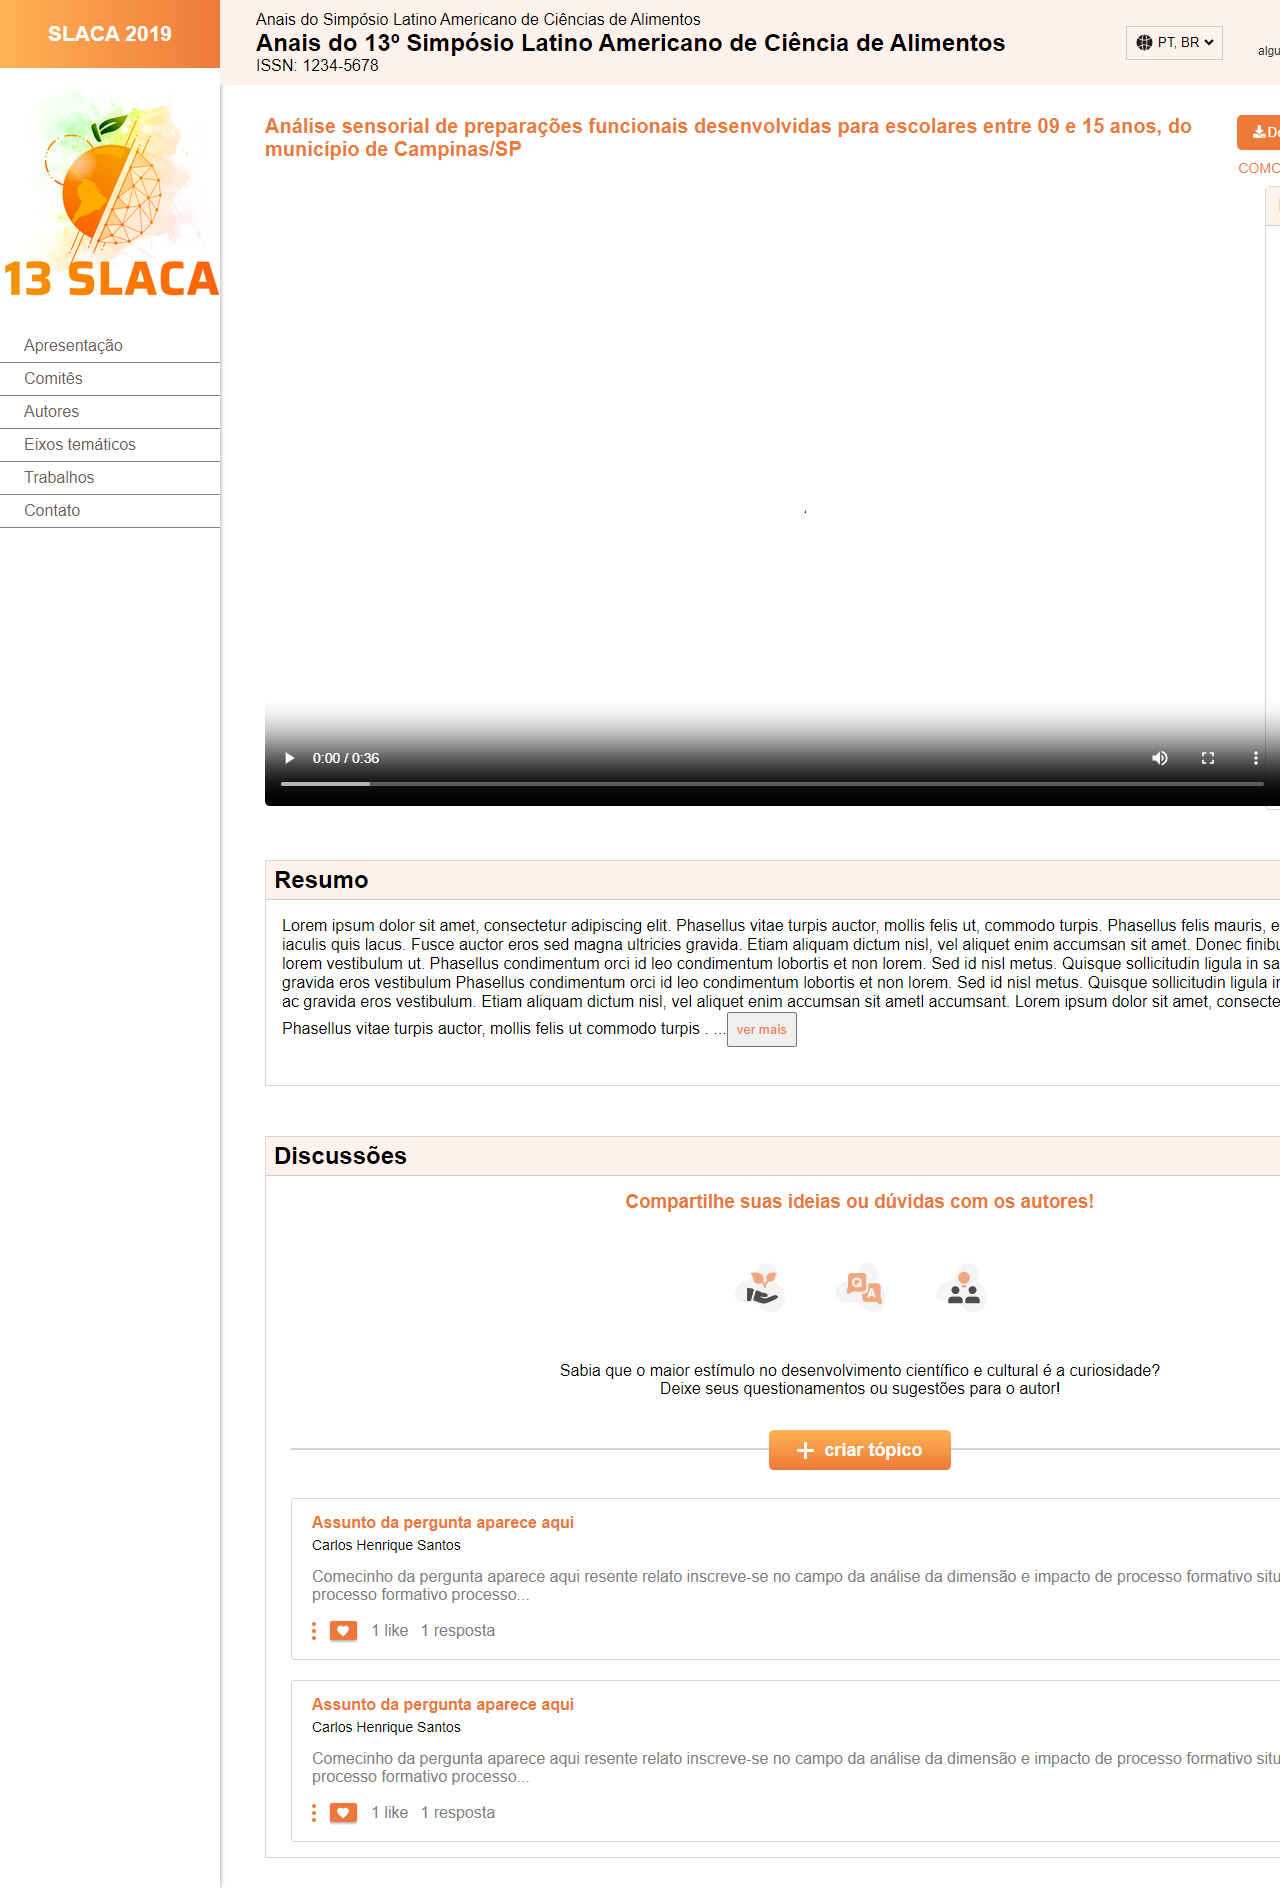 SLACA 2019
Anais do Simpósio Latino Americano de Ciências de Alimentos
Anais do 13º Simpósio Latino Americano de Ciência de Alimentos
ISSN: 1234-5678
PT, BR
algu
13 SLACA
Apresentação
Comitês
Autores
Eixos temáticos
Trabalhos
Contato
Análise sensorial de preparações funcionais desenvolvidas para escolares entre 09 e 15 anos, do
município de Campinas/SP
COMO
0:00 / 0:36
Resumo
Lorem ipsum dolor sit amet, consectetur adipiscing elit. Phasellus vitae turpis auctor, mollis felis ut, commodo turpis. Phasellus felis mauris, e
iaculis quis lacus. Fusce auctor eros sed magna ultricies gravida. Etiam aliquam dictum nisl, vel aliquet enim accumsan sit amet. Donec finibu
lorem vestibulum ut. Phasellus condimentum orci id leo condimentum lobortis et non lorem. Sed id nisl metus. Quisque sollicitudin ligula in sa
gravida eros vestibulum Phasellus condimentum orci id leo condimentum lobortis et non lorem. Sed id nisl metus. Quisque sollicitudin ligula in
ac gravida eros vestibulum. Etiam aliquam dictum nisl, vel aliquet enim accumsan sit ametl accumsant. Lorem ipsum dolor sit amet, consecte
Phasellus vitae turpis auctor, mollis felis ut commodo turpis . ...ver mais
Discussões
Compartilhe suas ideias ou dúvidas com os autores!
Q A
Sabia que o maior estímulo no desenvolvimento científico e cultural é a curiosidade?
Deixe seus questionamentos ou sugestões para o autor!
criar tópico
Assunto da pergunta aparece aqui
Carlos Henrique Santos
Comecinho da pergunta aparece aqui resente relato inscreve-se no campo da análise da dimensão e impacto de processo formativo situ
processo formativo processo...
1 like 1 resposta
Assunto da pergunta aparece aqui
Carlos Henrique Santos
Comecinho da pergunta aparece aqui resente relato inscreve-se no campo da análise da dimensão e impacto de processo formativo situ
processo formativo processo...
1 like 1 resposta